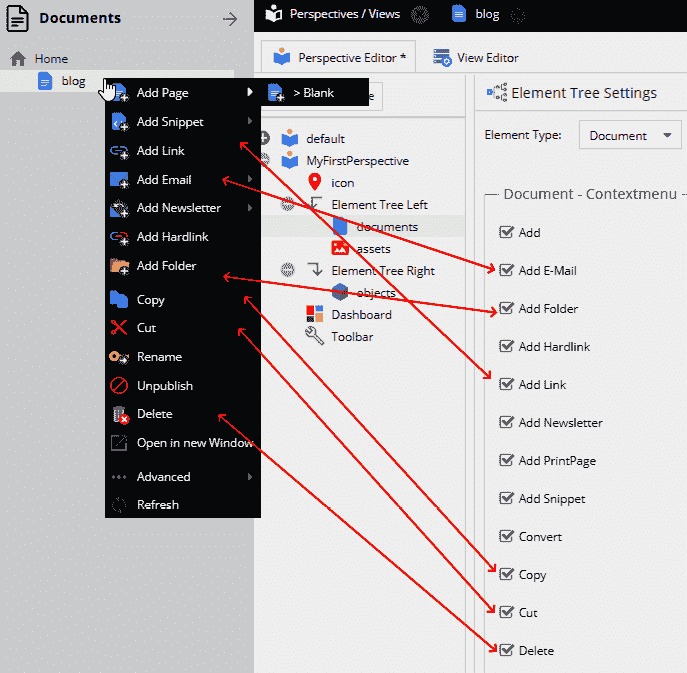 Documents
Home
blog
Add Page
> Blank
Add Snippet
Add Link
Add Email
Add Newsletter
Add Hardlink
Add Folder
Copy
Cut
Rename
Unpublish
Delete
Open in new Window
Advanced
Refresh
Perspectives / Views
blog
Perspective Editor *
View Editor
default
MyFirstPerspective
icon
Element Tree Left
documents
assets
Element Tree Right
objects
Dashboard
Toolbar
Element Tree Settings
Element Type:
Document
Document - Contextmenu
Add
Add E-Mail
Add Folder
Add Hardlink
Add Link
Add Newsletter
Add PrintPage
Add Snippet
Convert
Copy
Cut
Delete